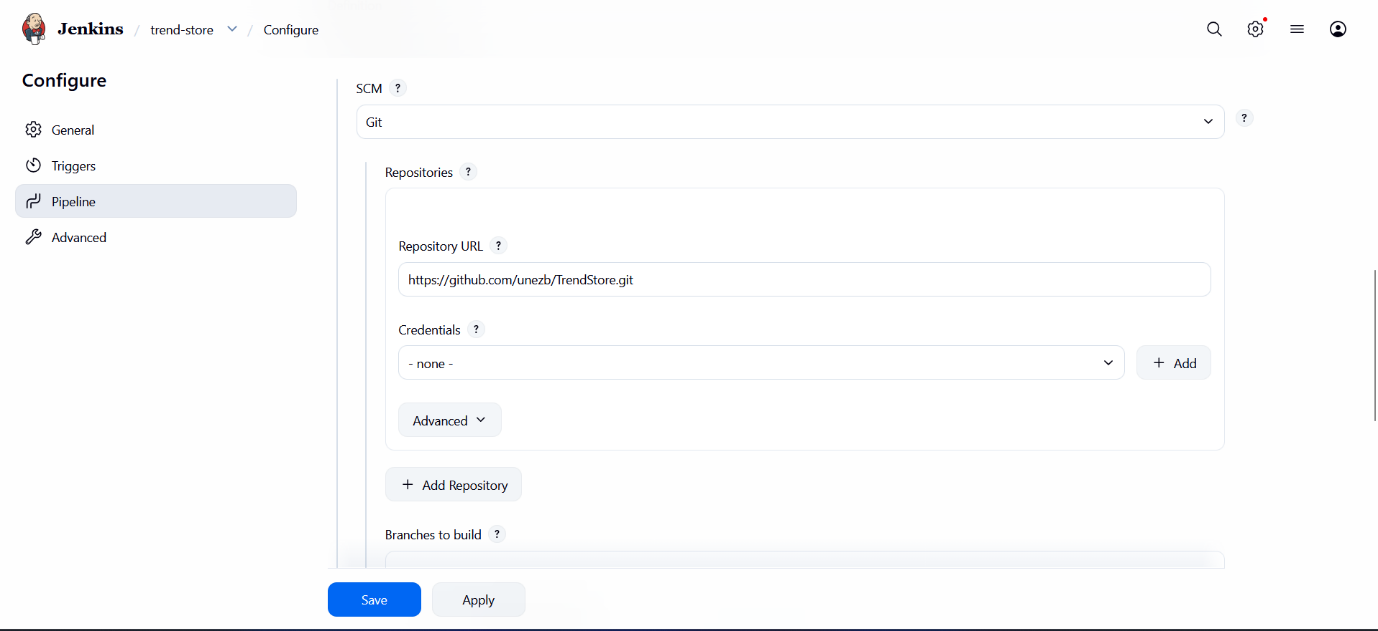 Jenkins / trend-store / Configure
Configure
General
Triggers
Pipeline
Advanced
SCM ?
Git
?
Repositories ?
Repository URL ?
https://github.com/unezb/TrendStore.git
Credentials ?
- none -
+ Add
Advanced
+ Add Repository
Branches to build ?
Save
Apply